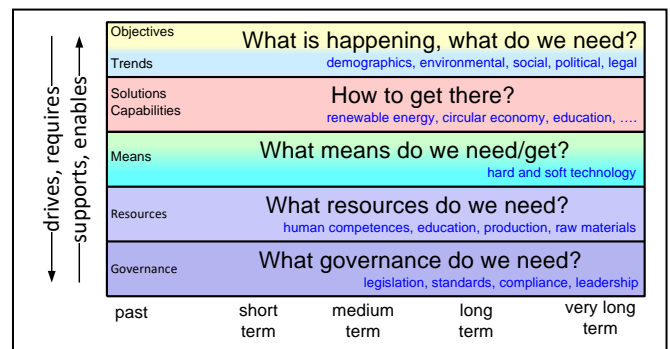 drives, requires
supports, enables
Objectives
What is happening, what do we need?
Trends
demographics, environmental, social, political, legal
Solutions
Capabilities
How to get there?
renewable energy, circular economy, education, ….
Means
What means do we need/get?
hard and soft technology
Resources
What resources do we need?
human competences, education, production, raw materials
Governance
What governance do we need?
legislation, standards, compliance, leadership
past
short
term
medium
term
long
term
very long
term